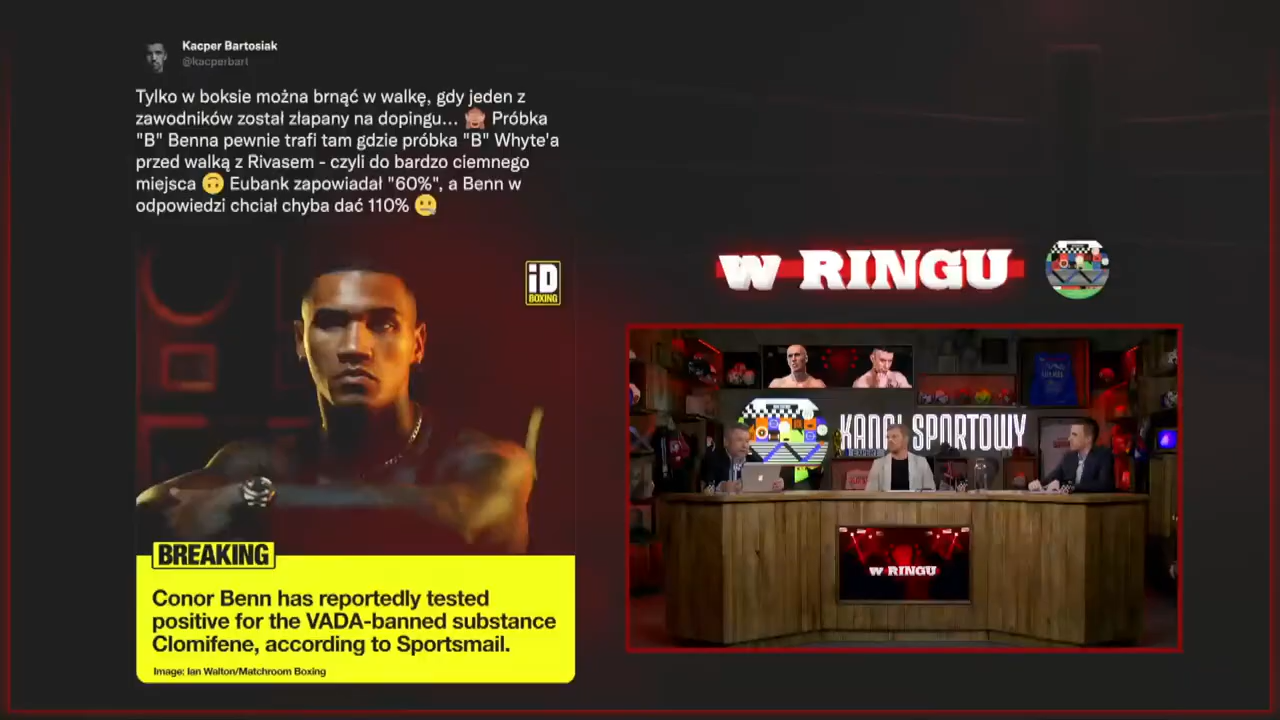 Kacper Bartosiak
@kacperbart
Tylko w boksie można brnąć w walkę, gdy jeden z
zawodników został złapany na dopingu... 🙈 Próbka
"B" Benna pewnie trafi tam gdzie próbka "B" Whyte'a
przed walką z Rivasem - czyli do bardzo ciemnego
miejsca 🙃 Eubank zapowiadał "60%", a Benn w
odpowiedzi chciał chyba dać 110% 🤐
iD
BOXING
BREAKING
Conor Benn has reportedly tested
positive for the VADA-banned substance
Clomifene, according to Sportsmail.
Image: Ian Walton/Matchroom Boxing
W RINGU
KANAŁ SPORTOWY
W RINGU